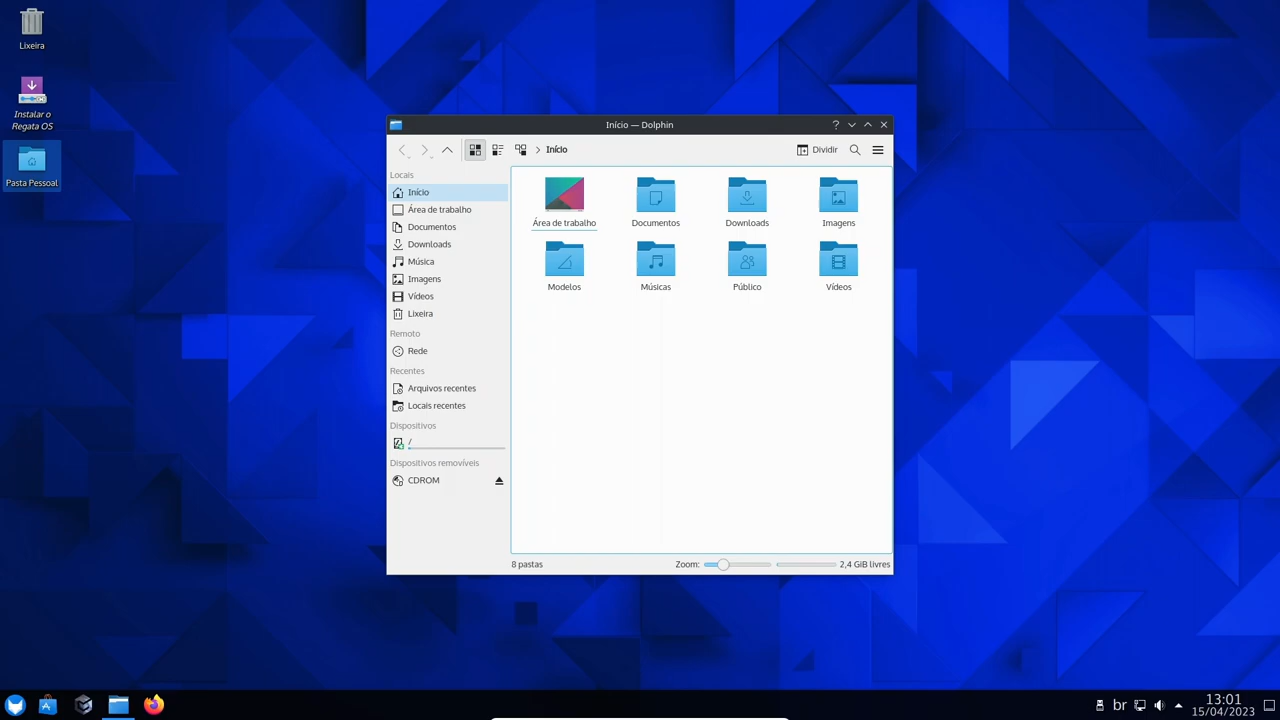 Lixeira
Instalar o
Regata OS
Pasta Pessoal
Início — Dolphin
Início
Dividir
Locais
Início
Área de trabalho
Documentos
Downloads
Música
Imagens
Vídeos
Lixeira
Remoto
Rede
Recentes
Arquivos recentes
Locais recentes
Dispositivos
/
Dispositivos removíveis
CDROM
Área de trabalho
Documentos
Downloads
Imagens
Modelos
Músicas
Público
Vídeos
8 pastas
Zoom:
2,4 GiB livres
br
13:01
15/04/2023